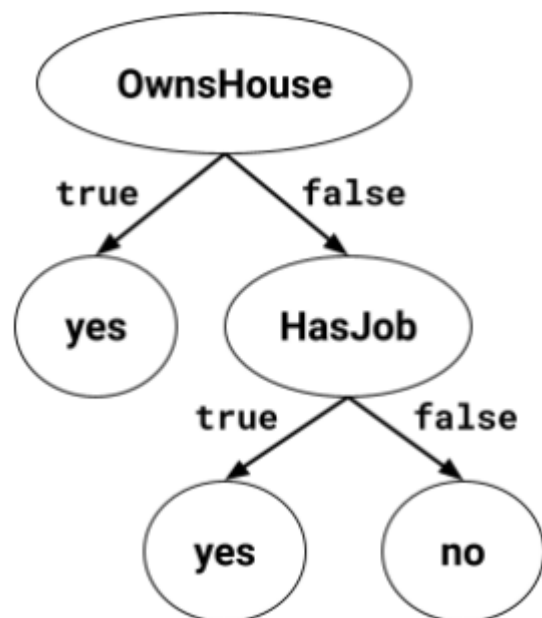 OwnsHouse
true false
yes HasJob
true false
yes no